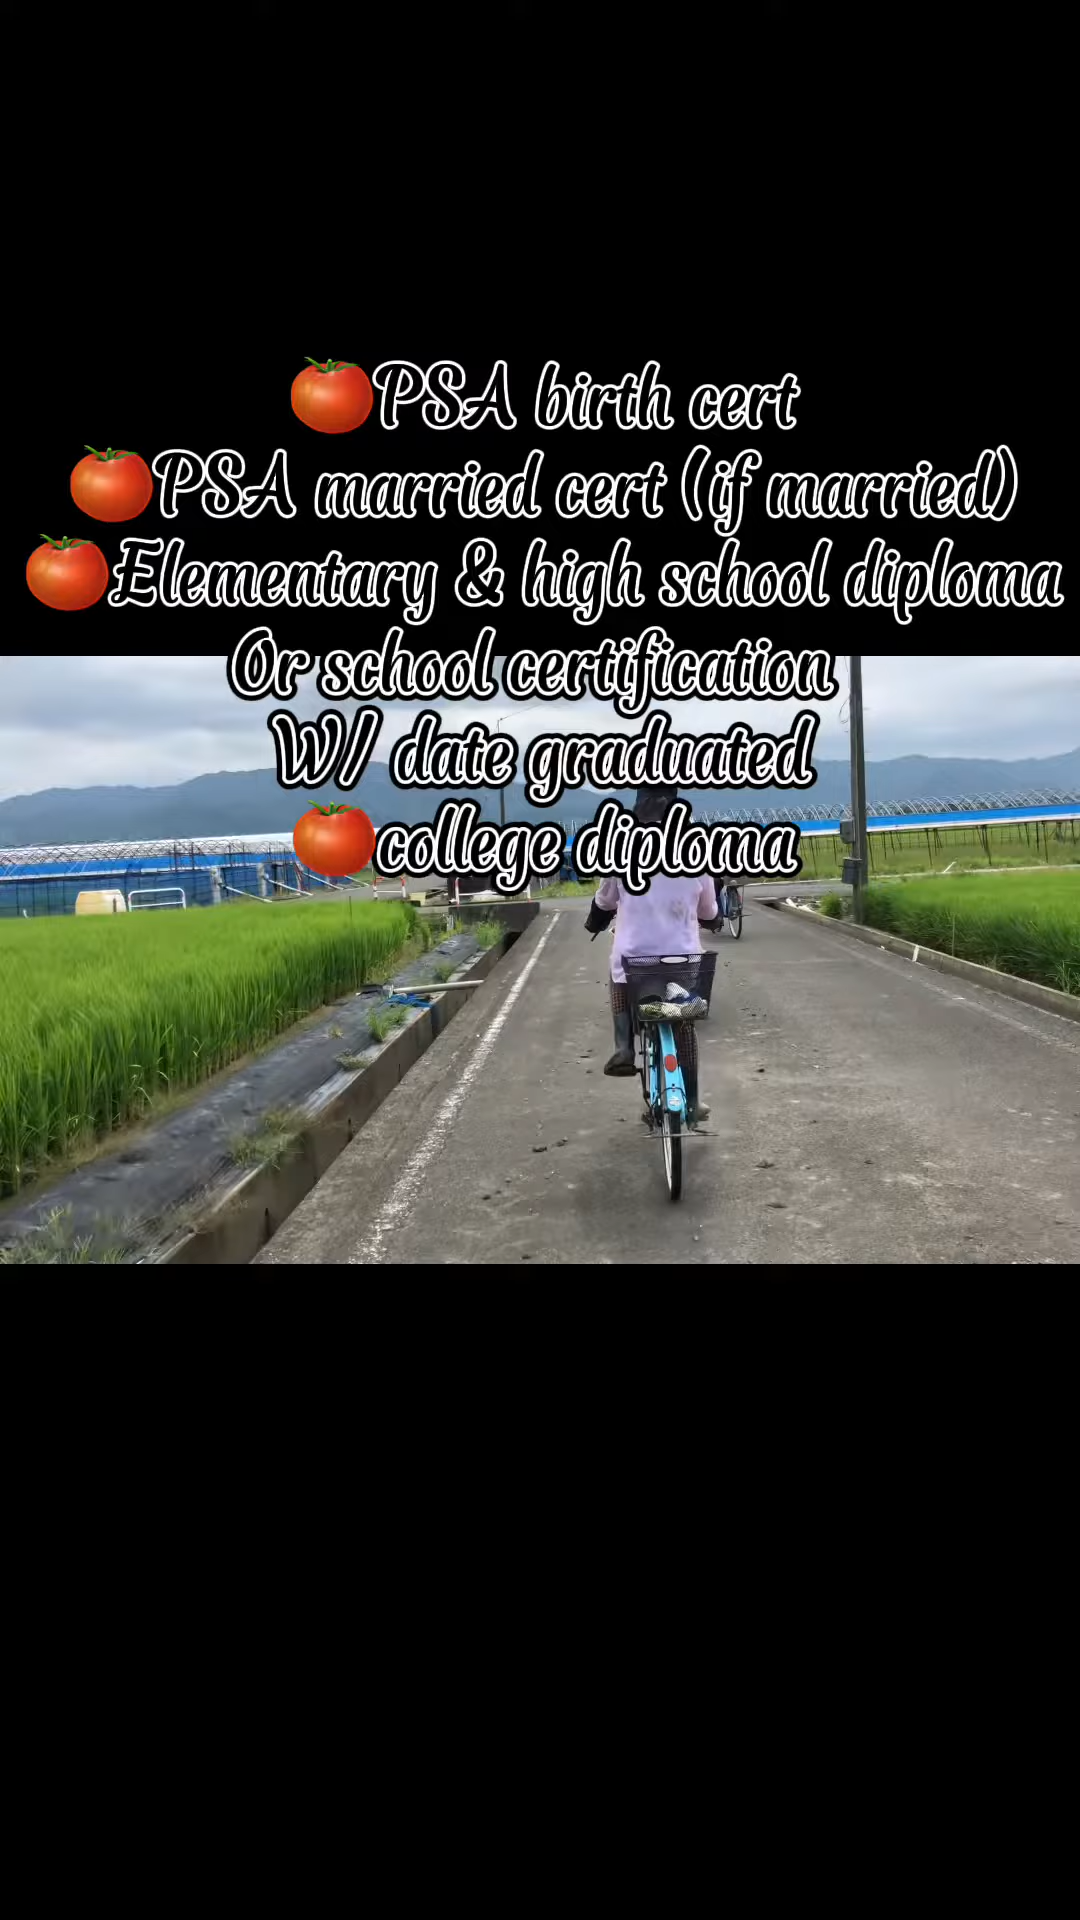 🍅PSA birth cert
🍅PSA married cert (if married)
🍅Elementary & high school diploma
Or school certification
W/ date graduated
🍅college diploma